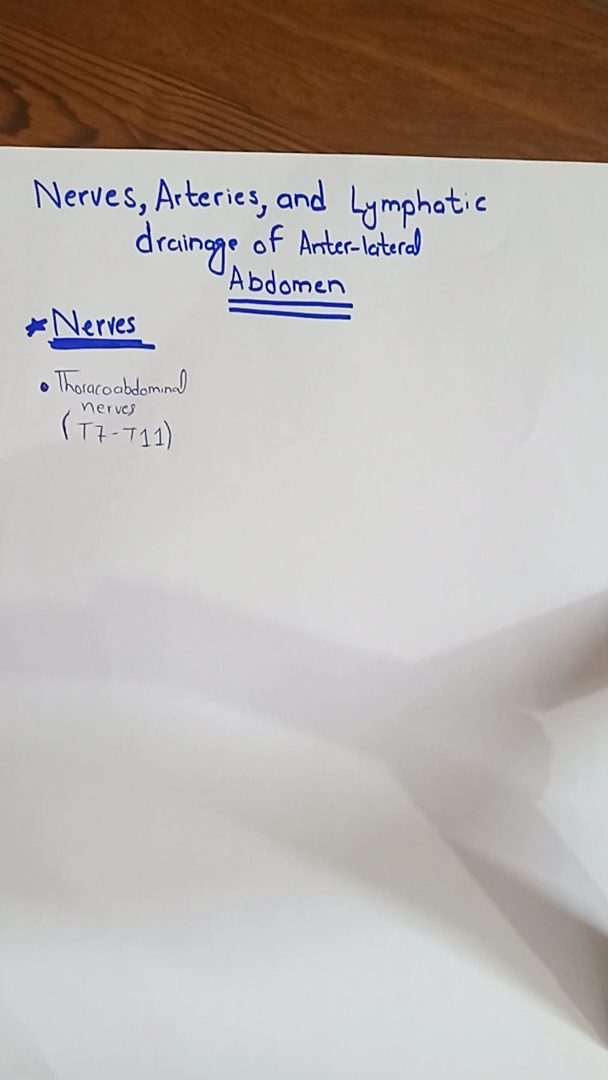 Nerves, Arteries, and Lymphatic
drainage of Anter-lateral
Abdomen
* Nerves
• Thoracoabdominal
nerves
(T7-T11)